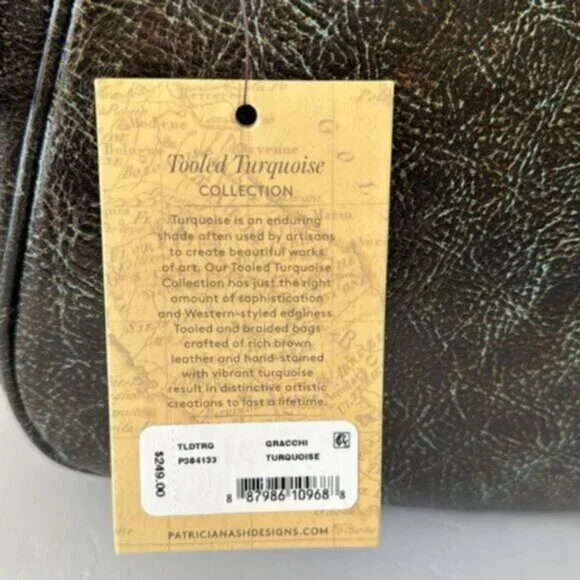 Tooled Turquoise
COLLECTION
Turquoise is an enduring
shade often used by artisans
to create beautiful works
of art. Our Tooled Turquoise
Collection has just the right
amount of sophistication
and Western-styled edginess.
Tooled and braided bags
crafted of rich brown
leather and hand-stained
with vibrant turquoise
result in distinctive artistic
creations to last a lifetime.
$249.00
TLDTRQ GRACCHI
P384133 TURQUOISE
8 87986 10968 8
PATRICIANASHDESIGNS.COM